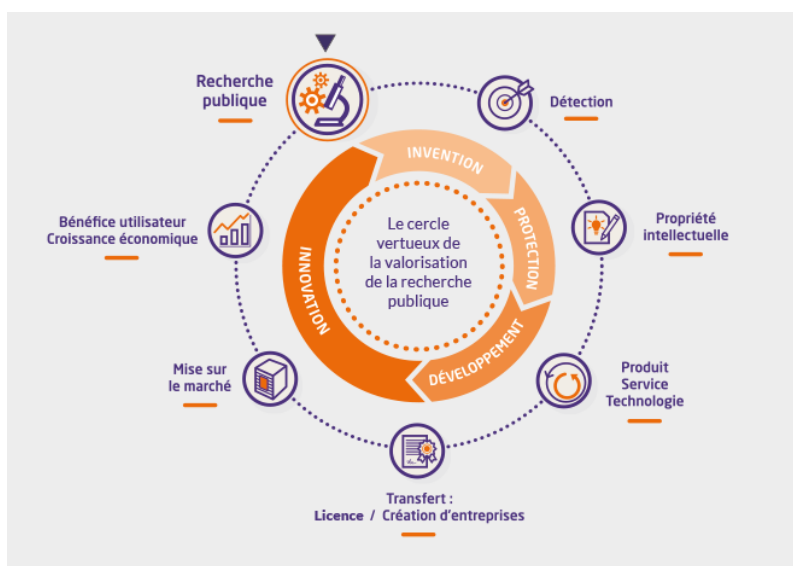 Recherche
publique
Détection
INVENTION
PROTECTION
DÉVELOPPEMENT
INNOVATION
Le cercle
vertueux de
la valorisation
de la recherche
publique
Propriété
intellectuelle
Produit
Service
Technologie
Transfert :
Licence / Création d'entreprises
Mise sur
le marché
Bénéfice utilisateur
Croissance économique